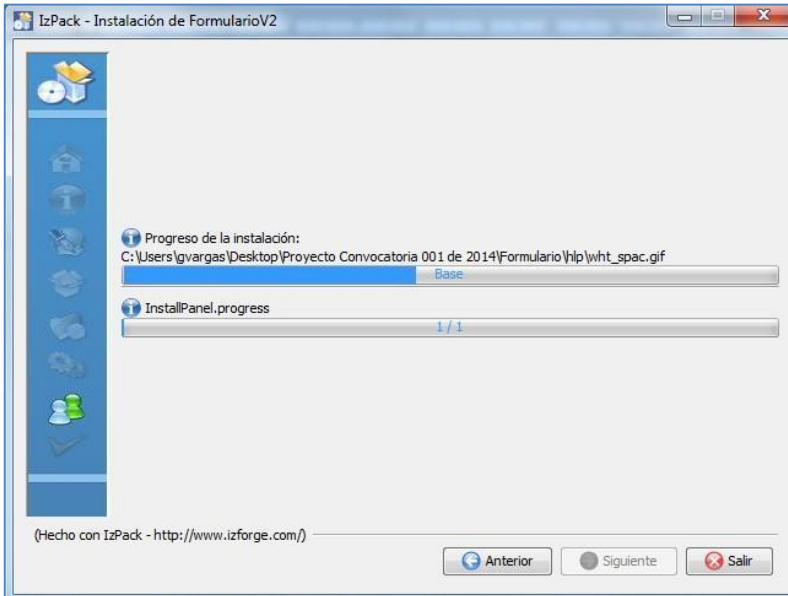 IzPack - Instalación de FormularioV2
Progreso de la instalación:
C:\Users\gvargas\Desktop\Proyecto Convocatoria 001 de 2014\Formulario\hlp\wht_spac.gif
Base
InstallPanel.progress
1 / 1
(Hecho con IzPack - http://www.izforge.com/)
Anterior
Siguiente
Salir